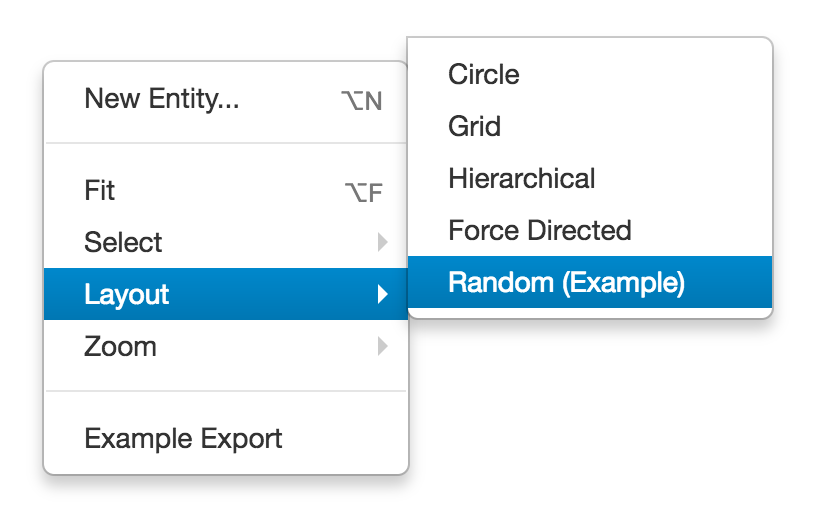 New Entity... ⌥N
Fit ⌥F
Select
Layout
Zoom
Example Export
Circle
Grid
Hierarchical
Force Directed
Random (Example)